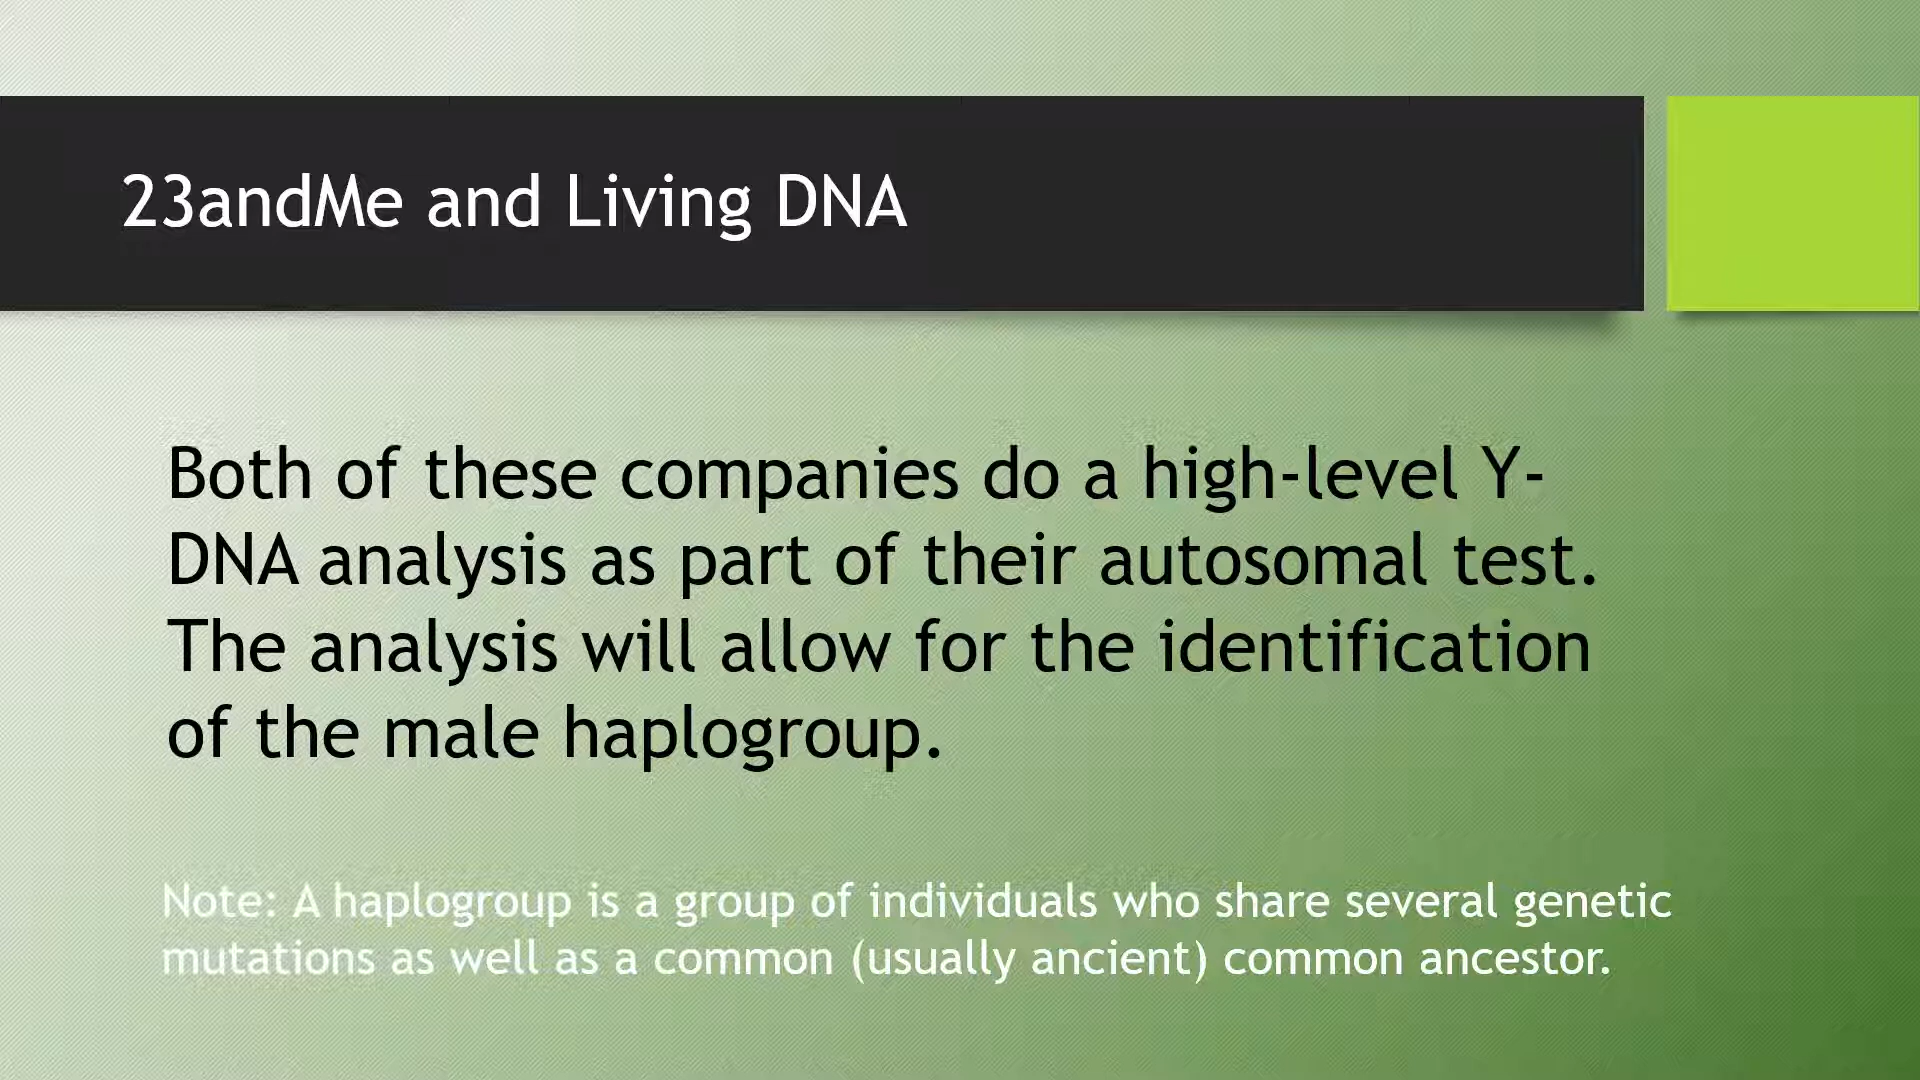 23andMe and Living DNA
Both of these companies do a high-level Y-
DNA analysis as part of their autosomal test.
The analysis will allow for the identification
of the male haplogroup.
Note: A haplogroup is a group of individuals who share several genetic
mutations as well as a common (usually ancient) common ancestor.